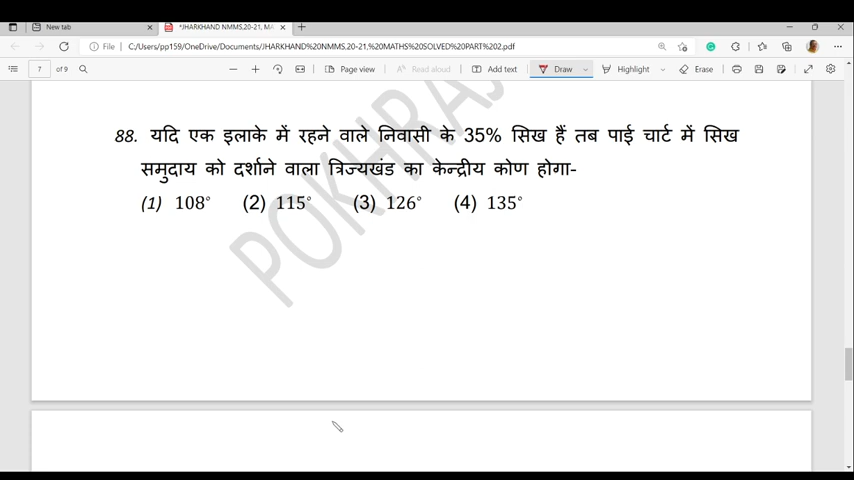 New tab
*JHARKHAND NMMS,20-21, MA
File
C:/Users/pp159/OneDrive/Documents/JHARKHAND%20NMMS.20-21,%20MATHS%20SOLVED%20PART%202.pdf
7 of 9
Page view
Read aloud
Add text
Draw
Highlight
Erase
88. यदि एक इलाके में रहने वाले निवासी के 35% सिख हैं तब पाई चार्ट में सिख
समुदाय को दर्शाने वाला त्रिज्यखंड का केन्द्रीय कोण होगा-
(1) 108° (2) 115° (3) 126° (4) 135°
POKHRA